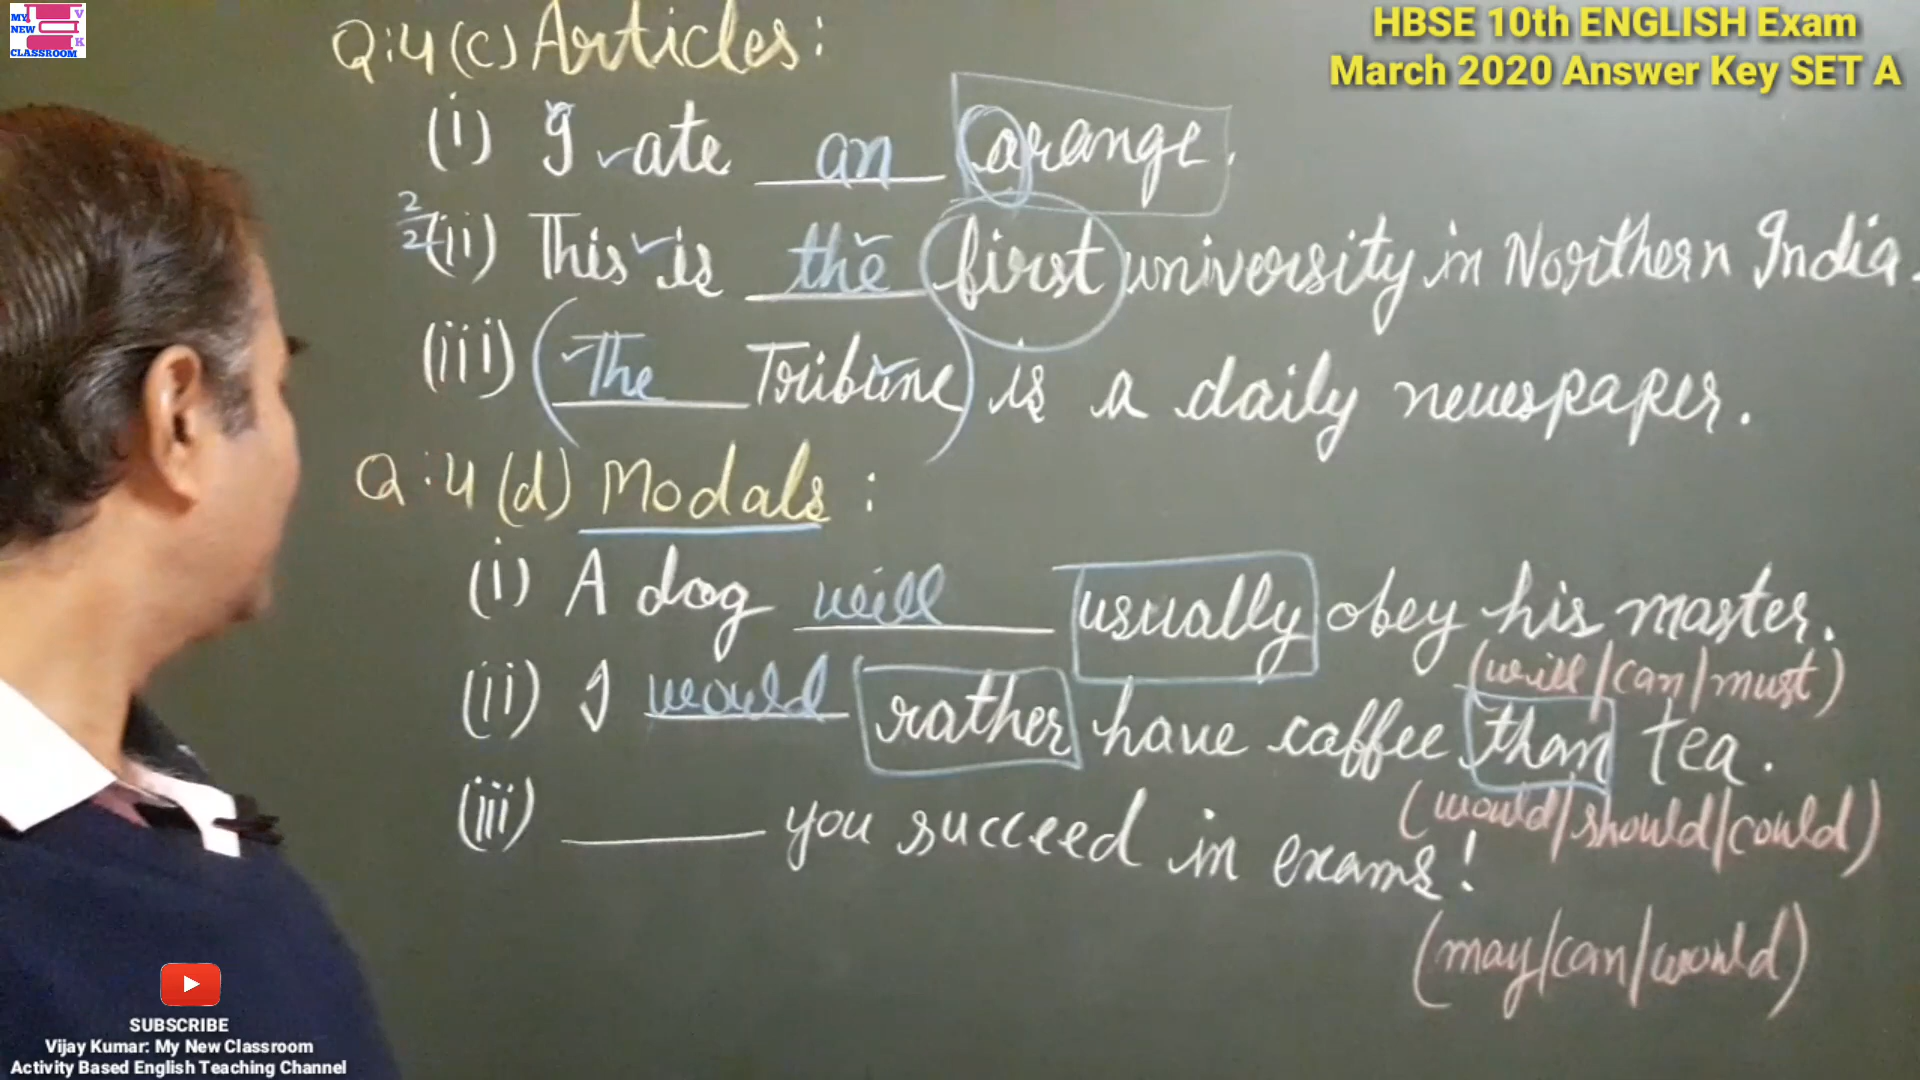 MY NEW CLASSROOM
V K
HBSE 10th ENGLISH Exam
March 2020 Answer Key SET A
Q:4(c) Articles:
(i) I ate an orange.
2/2
(ii) This is the first university in Northern India.
(iii) (The Tribune) is a daily newspaper.
Q:4(d) Modals:
(i) A dog will usually obey his master.
(will/can/must)
(ii) I would rather have coffee than tea.
(would/should/could)
(iii) ______ you succeed in exams!
(may/can/would)
SUBSCRIBE
Vijay Kumar: My New Classroom
Activity Based English Teaching Channel